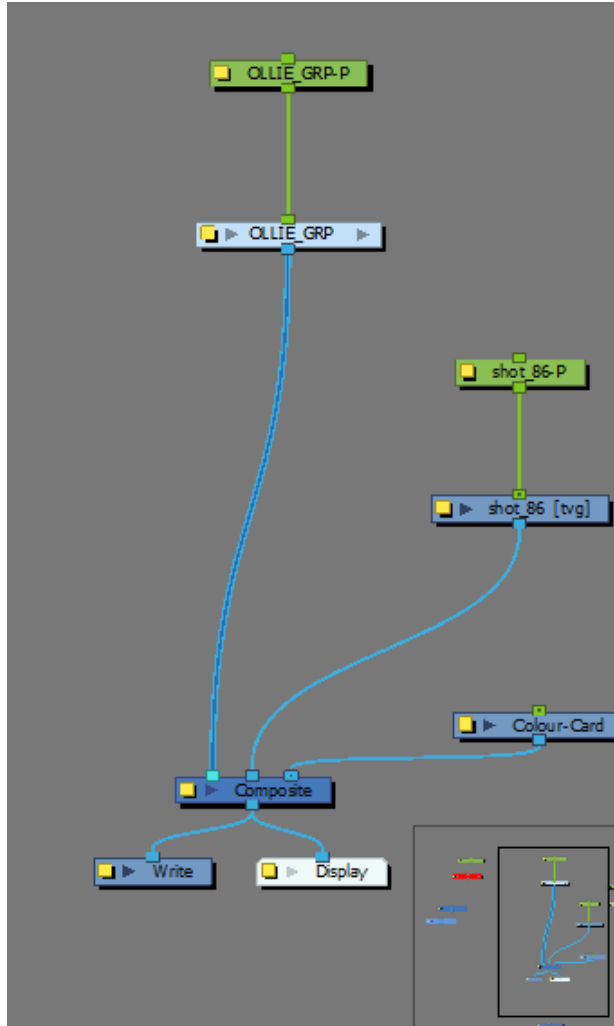 OLLIE_GRP-P
OLLIE_GRP
shot_86-P
shot_86 [tvg]
Colour-Card
Composite
Write
Display